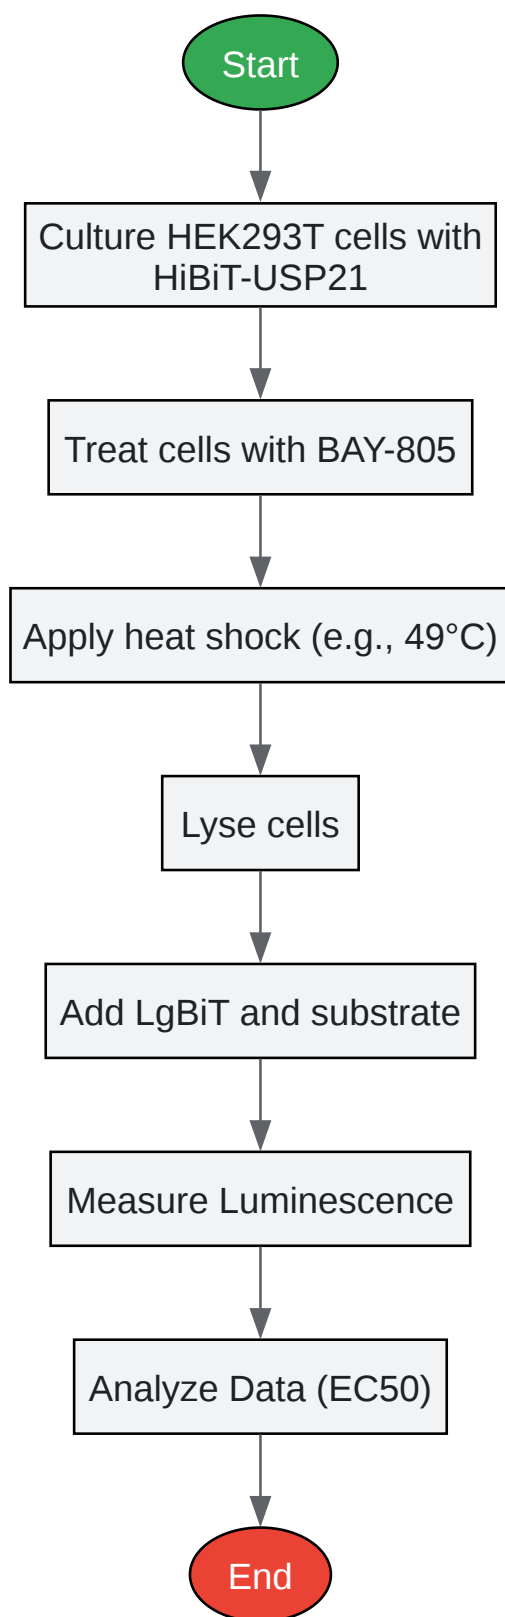 Start
Culture HEK293T cells with
HiBiT-USP21
Treat cells with BAY-805
Apply heat shock (e.g., 49°C)
Lyse cells
Add LgBiT and substrate
Measure Luminescence
Analyze Data (EC50)
End